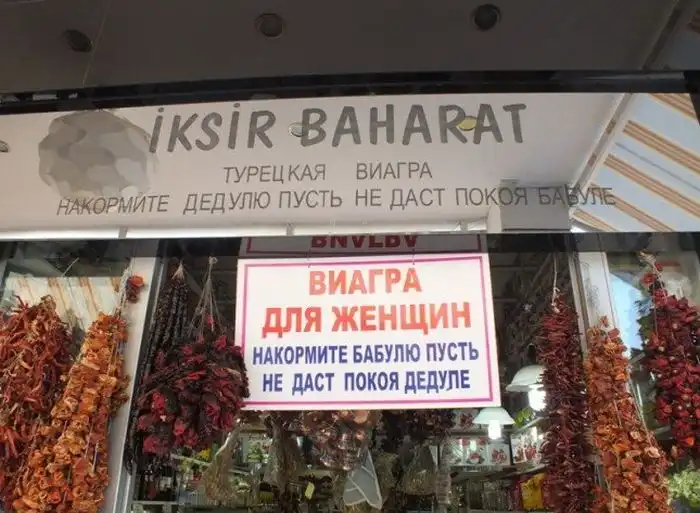 İKSİR BAHARAT
ТУРЕЦКАЯ ВИАГРА
НАКОРМИТЕ ДЕДУЛЮ ПУСТЬ НЕ ДАСТ ПОКОЯ БАБУЛЕ
ВИАГРА
ДЛЯ ЖЕНЩИН
НАКОРМИТЕ БАБУЛЮ ПУСТЬ
НЕ ДАСТ ПОКОЯ ДЕДУЛЕ